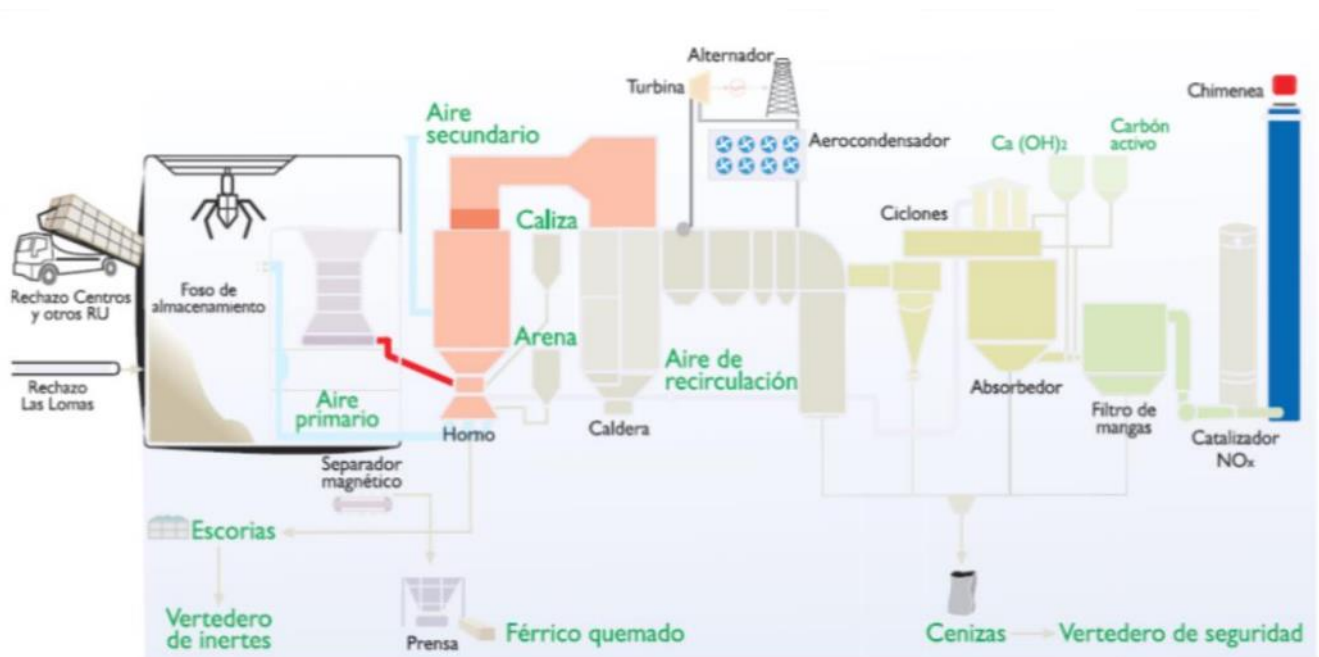 Alternador
Turbina
Chimenea
Aire
secundario
Aerocondensador
Ca (OH)2
Carbón
activo
Caliza
Ciclones
Rechazo Centros
y otros RU
Foso de
almacenamiento
Arena
Aire de
recirculación
Rechazo
Las Lomas
Aire
primario
Horno
Caldera
Absorbedor
Filtro de
mangas
Catalizador
NOx
Separador
magnético
Escorias
Vertedero
de inertes
Prensa
Férrico quemado
Cenizas
Vertedero de seguridad